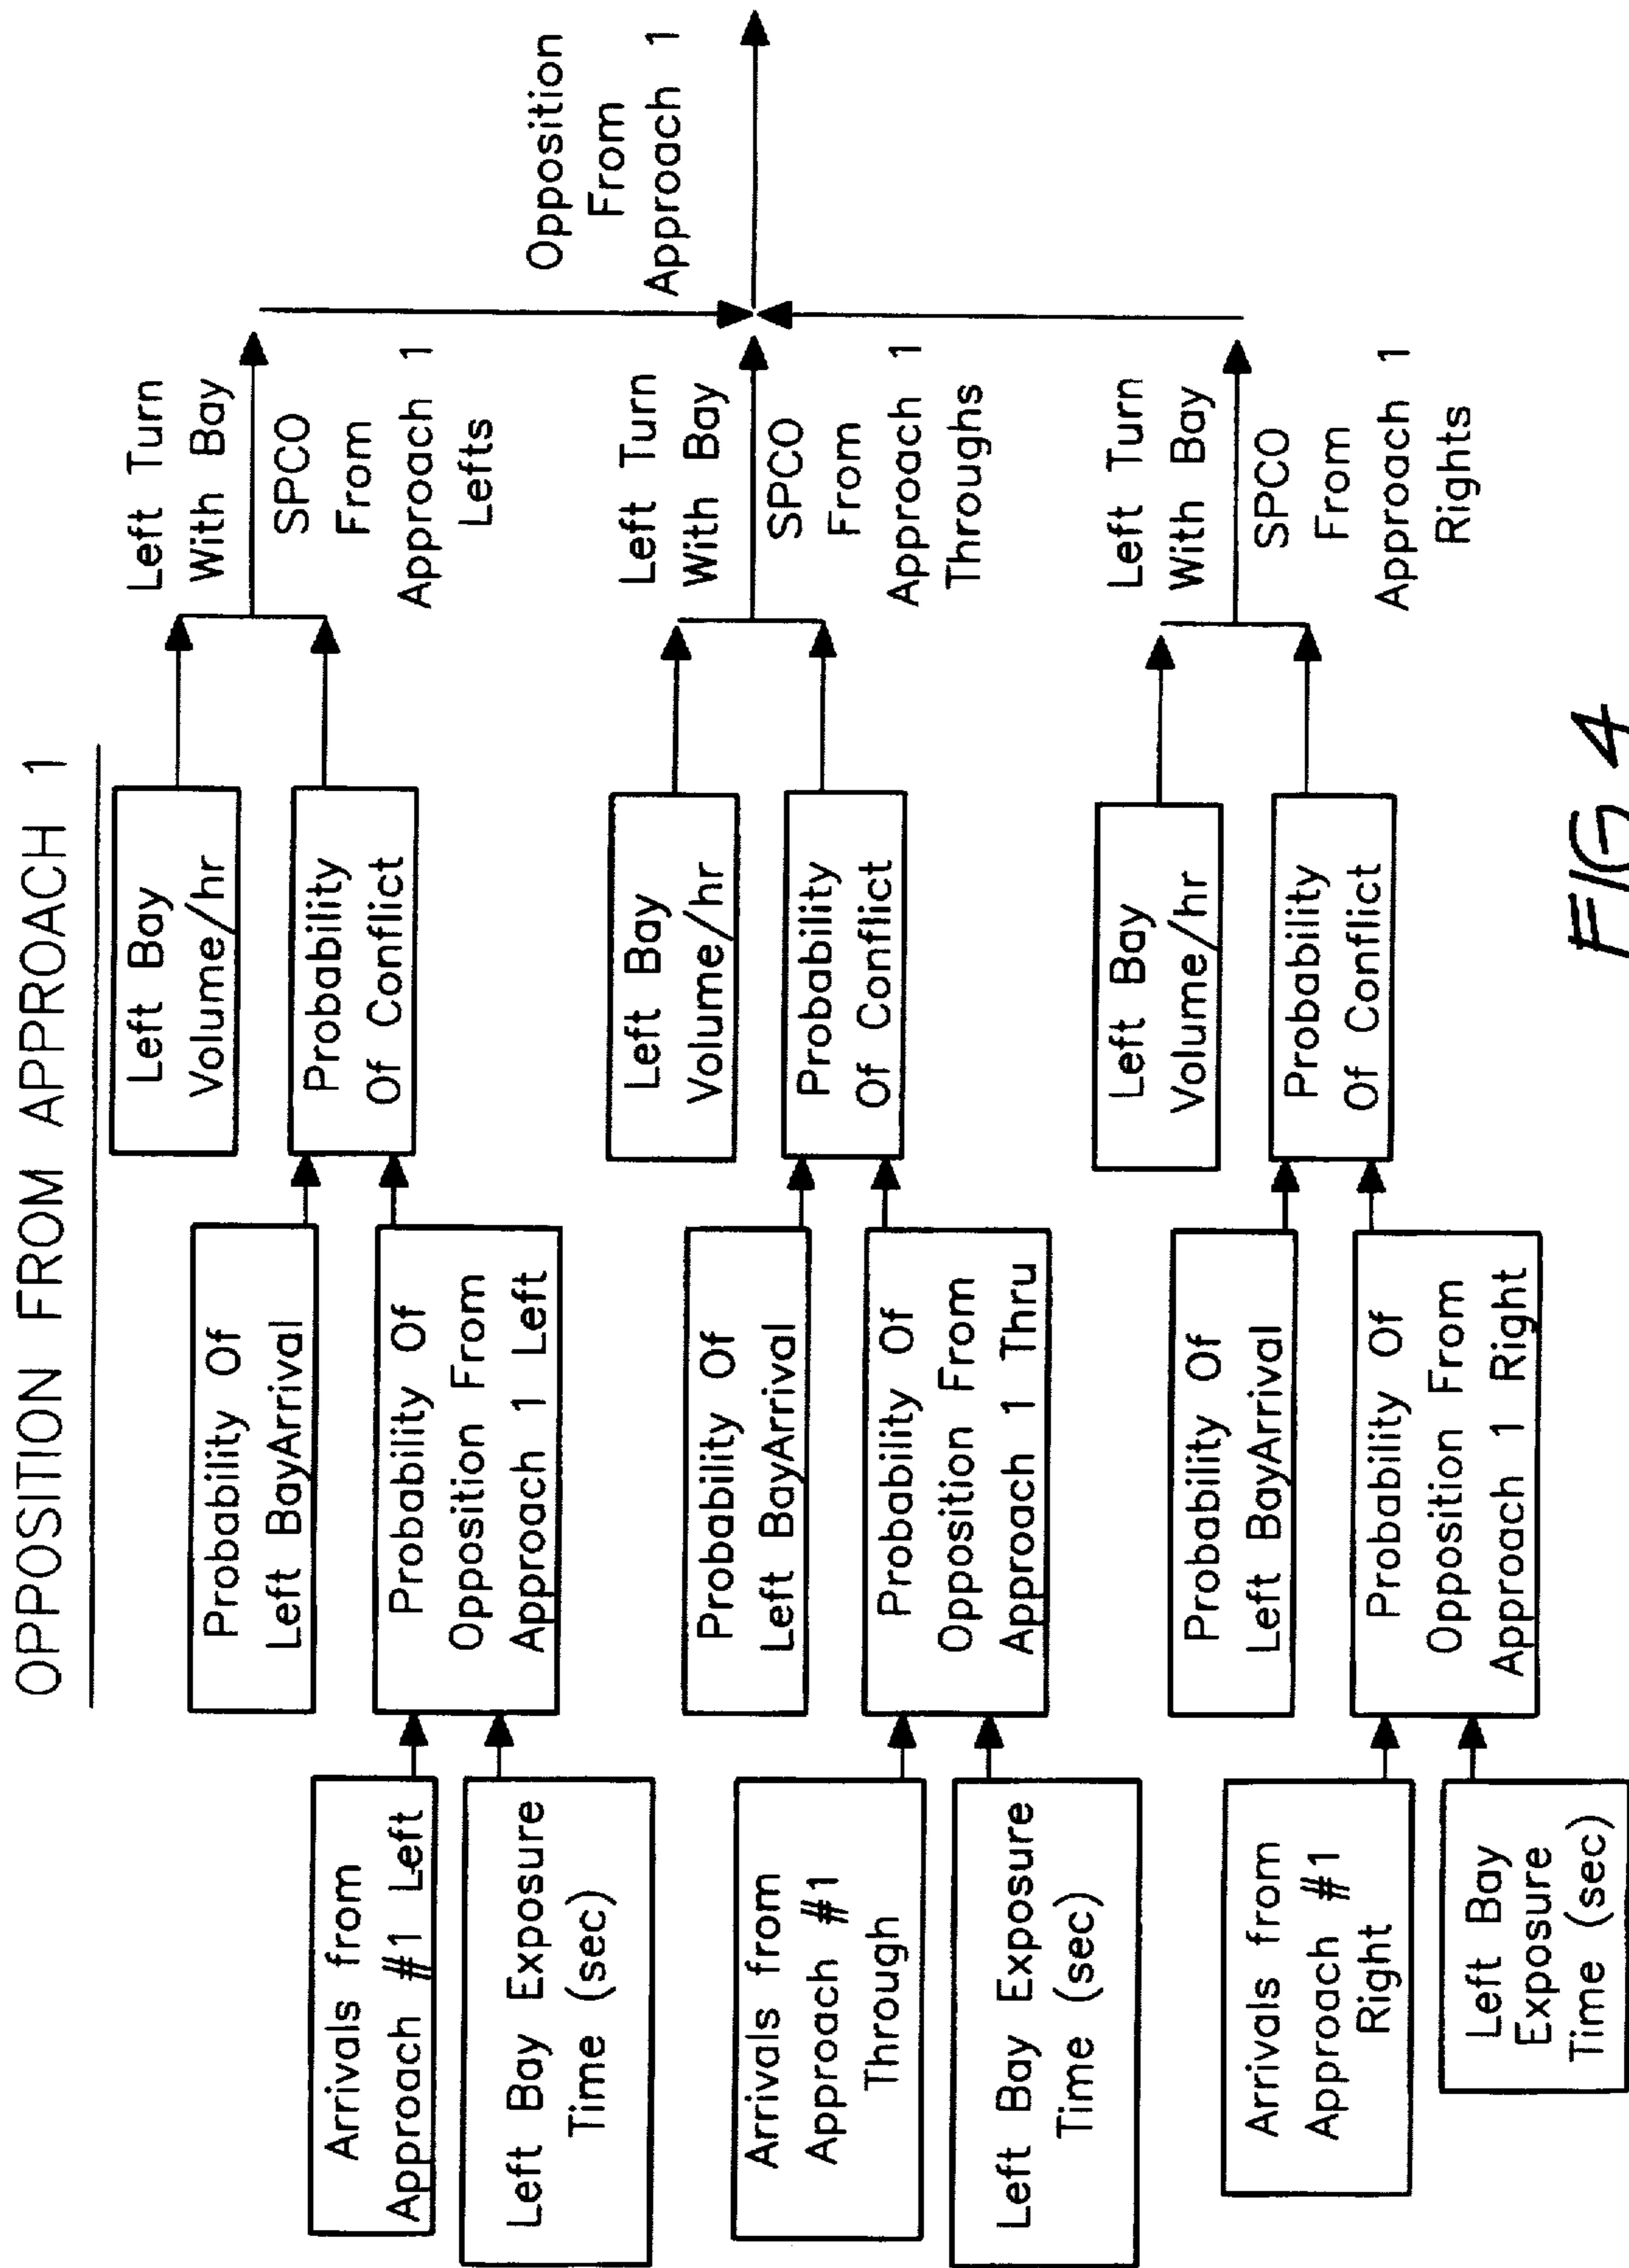 OPPOSITION FROM APPROACH 1
Arrivals from
Approach #1 Left
Left Bay Exposure
Time (sec)
Probability Of
Left BayArrival
Probability Of
Opposition From
Approach 1 Left
Left Bay
Volume/hr
Probability
Of Conflict
Left Turn
With Bay
SPCO
From
Approach 1
Lefts
Arrivals from
Approach #1
Through
Left Bay Exposure
Time (sec)
Probability Of
Left BayArrival
Probability Of
Opposition From
Approach 1 Thru
Left Bay
Volume/hr
Probability
Of Conflict
Left Turn
With Bay
SPCO
From
Approach 1
Throughs
Arrivals from
Approach #1
Right
Left Bay
Exposure
Time (sec)
Probability Of
Left BayArrival
Probability Of
Opposition From
Approach 1 Right
Left Bay
Volume/hr
Probability
Of Conflict
Left Turn
With Bay
SPCO
From
Approach 1
Rights
Opposition
From
Approach 1
FIG 4